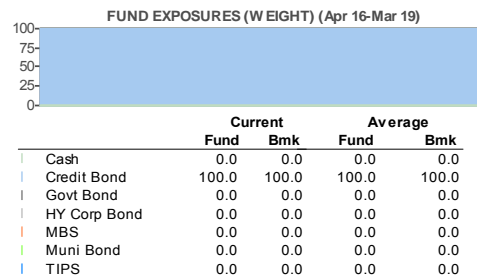 FUND EXPOSURES (WEIGHT) (Apr 16-Mar 19)
100
75
50
25
0
Current Average
Fund Bmk Fund Bmk
Cash 0.0 0.0 0.0 0.0
Credit Bond 100.0 100.0 100.0 100.0
Govt Bond 0.0 0.0 0.0 0.0
HY Corp Bond 0.0 0.0 0.0 0.0
MBS 0.0 0.0 0.0 0.0
Muni Bond 0.0 0.0 0.0 0.0
TIPS 0.0 0.0 0.0 0.0